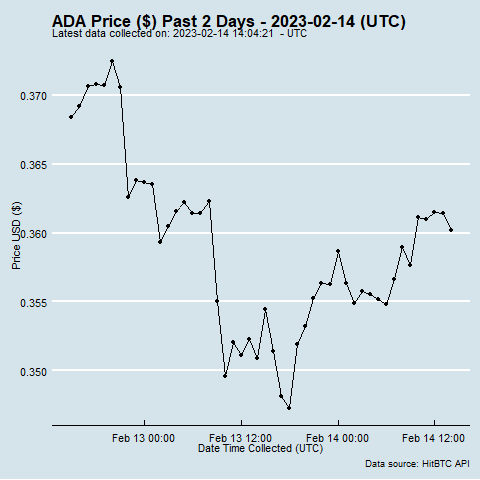 ADA Price ($) Past 2 Days - 2023-02-14 (UTC)
Latest data collected on: 2023-02-14 14:04:21 - UTC
0.370
0.365
0.360
0.355
0.350
Price USD ($)
Feb 13 00:00 Feb 13 12:00 Feb 14 00:00 Feb 14 12:00
Date Time Collected (UTC)
Data source: HitBTC API